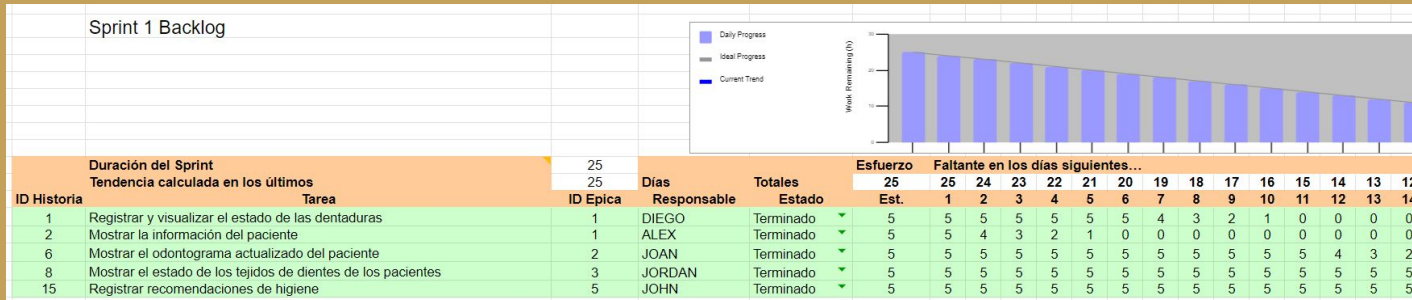 Sprint 1 Backlog
Daily Progress
Ideal Progress
Current Trend
Work Remaining (h)
30
20
10
0
Duración del Sprint 25 Esfuerzo Faltante en los días siguientes...
Tendencia calculada en los últimos 25 Días Totales 25 25 24 23 22 21 20 19 18 17 16 15 14 13 12
ID Historia Tarea ID Epica Responsable Estado Est. 1 2 3 4 5 6 7 8 9 10 11 12 13 14
1 Registrar y visualizar el estado de las dentaduras 1 DIEGO Terminado 5 5 5 5 5 5 5 4 3 2 1 0 0 0 0
2 Mostrar la información del paciente 1 ALEX Terminado 5 5 4 3 2 1 0 0 0 0 0 0 0 0 0
6 Mostrar el odontograma actualizado del paciente 2 JOAN Terminado 5 5 5 5 5 5 5 5 5 5 5 5 4 3 2
8 Mostrar el estado de los tejidos de dientes de los pacientes 3 JORDAN Terminado 5 5 5 5 5 5 5 5 5 5 5 5 5 5 5
15 Registrar recomendaciones de higiene 5 JOHN Terminado 5 5 5 5 5 5 5 5 5 5 5 5 5 5 5